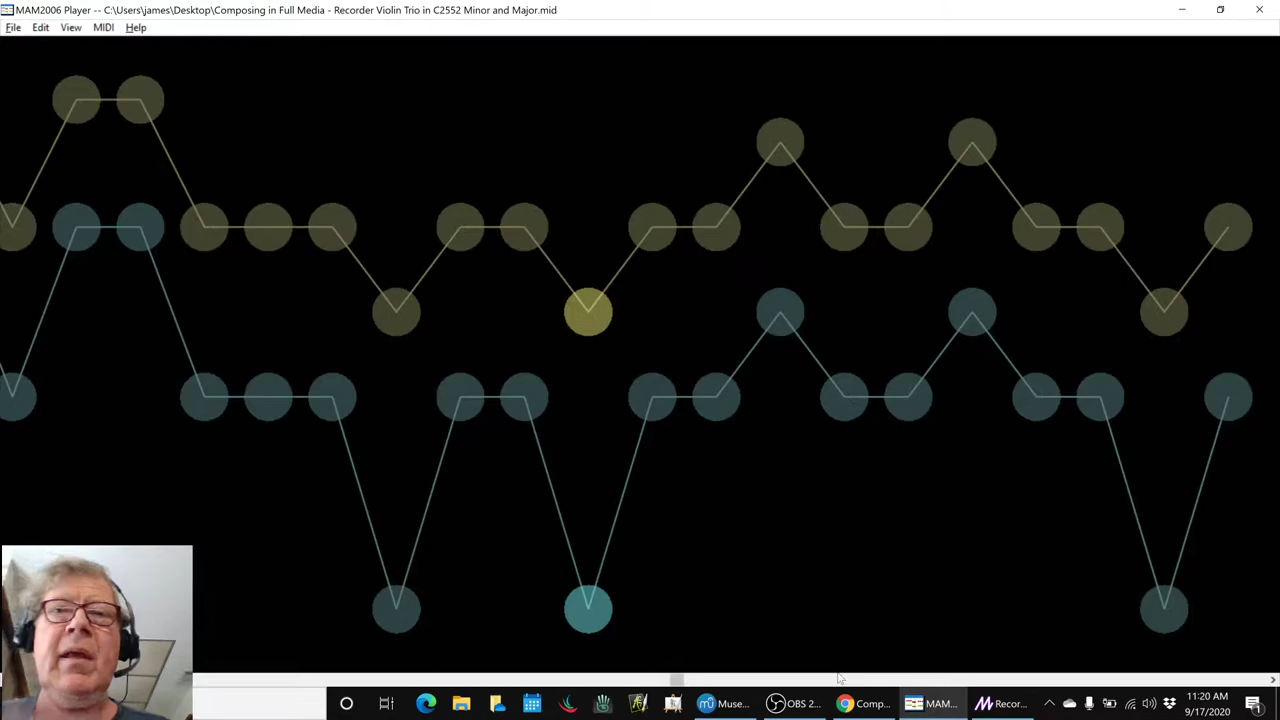 MAM2006 Player -- C:\Users\james\Desktop\Composing in Full Media - Recorder Violin Trio in C2552 Minor and Major.mid
File Edit View MIDI Help
Muse...
OBS 2...
Comp...
MAM...
Recor...
11:20 AM
9/17/2020
1